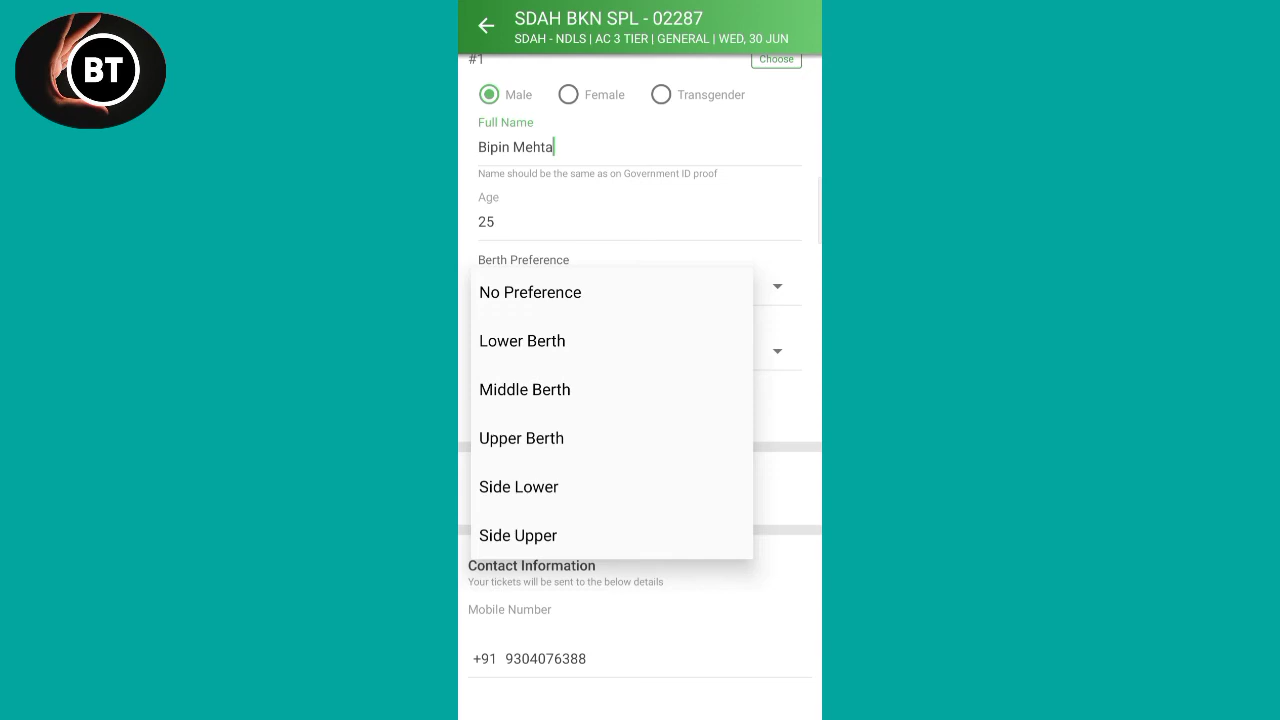 BT
SDAH BKN SPL - 02287
SDAH - NDLS | AC 3 TIER | GENERAL | WED, 30 JUN
#1
Choose
Male Female Transgender
Full Name
Bipin Mehta
Name should be the same as on Government ID proof
Age
25
Berth Preference
No Preference
Lower Berth
Middle Berth
Upper Berth
Side Lower
Side Upper
Contact Information
Your tickets will be sent to the below details
Mobile Number
+91 9304076388